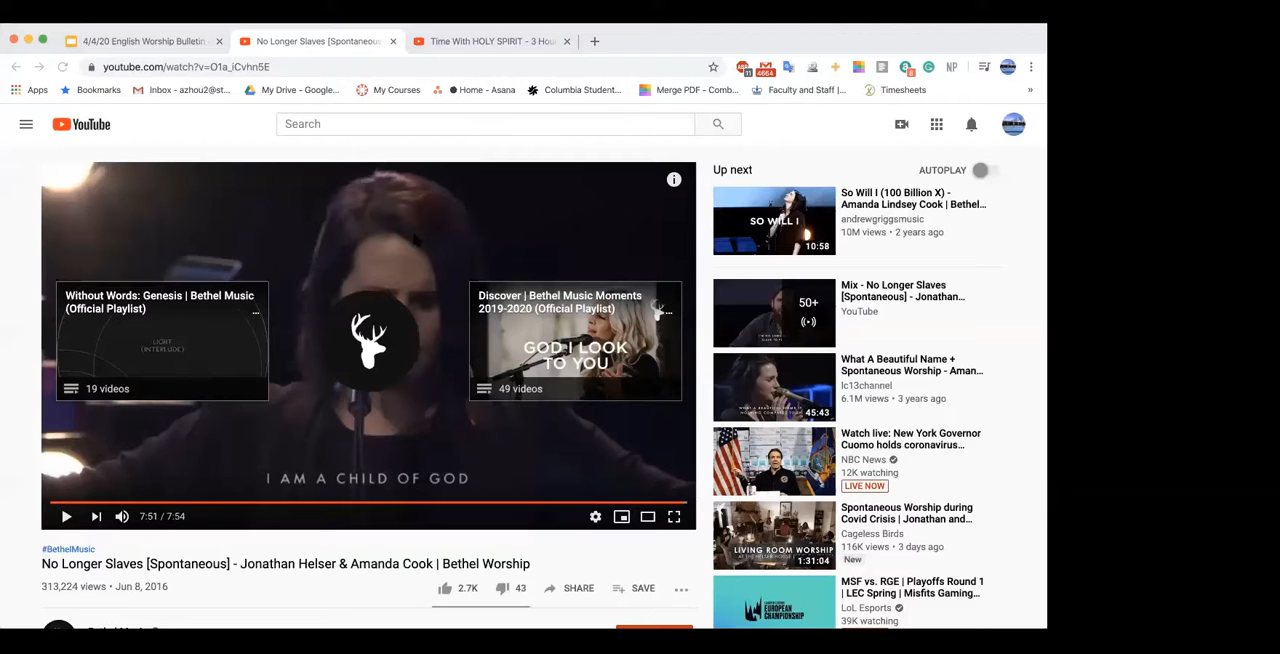 4/4/20 English Worship Bulletin
No Longer Slaves [Spontaneous
Time With HOLY SPIRIT - 3 Hou
youtube.com/watch?v=O1a_iCvhn5E
11
4664
8
NP
Apps
Bookmarks
Inbox - azhou2@st...
My Drive - Google...
My Courses
Home - Asana
Columbia Student...
Merge PDF - Comb...
Faculty and Staff |...
Timesheets
»
YouTube
Search
Without Words: Genesis | Bethel Music
(Official Playlist)
...
LIGHT
(INTERLUDE)
19 videos
Discover | Bethel Music Moments
2019-2020 (Official Playlist)
...
GOD I LOOK
TO YOU
49 videos
I AM A CHILD OF GOD
7:51 / 7:54
#BethelMusic
No Longer Slaves [Spontaneous] - Jonathan Helser & Amanda Cook | Bethel Worship
313,224 views • Jun 8, 2016
2.7K
43
SHARE
SAVE
...
Up next
AUTOPLAY
SO WILL I
10:58
So Will I (100 Billion X) -
Amanda Lindsey Cook | Bethel...
andrewgriggsmusic
10M views • 2 years ago
50+
Mix - No Longer Slaves
[Spontaneous] - Jonathan...
YouTube
45:43
What A Beautiful Name +
Spontaneous Worship - Aman...
lc13channel
6.1M views • 3 years ago
Watch live: New York Governor
Cuomo holds coronavirus...
NBC News
12K watching
LIVE NOW
LIVING ROOM WORSHIP
1:31:04
Spontaneous Worship during
Covid Crisis | Jonathan and...
Cageless Birds
116K views • 3 days ago
New
EUROPEAN
CHAMPIONSHIP
MSF vs. RGE | Playoffs Round 1
| LEC Spring | Misfits Gaming...
LoL Esports
39K watching